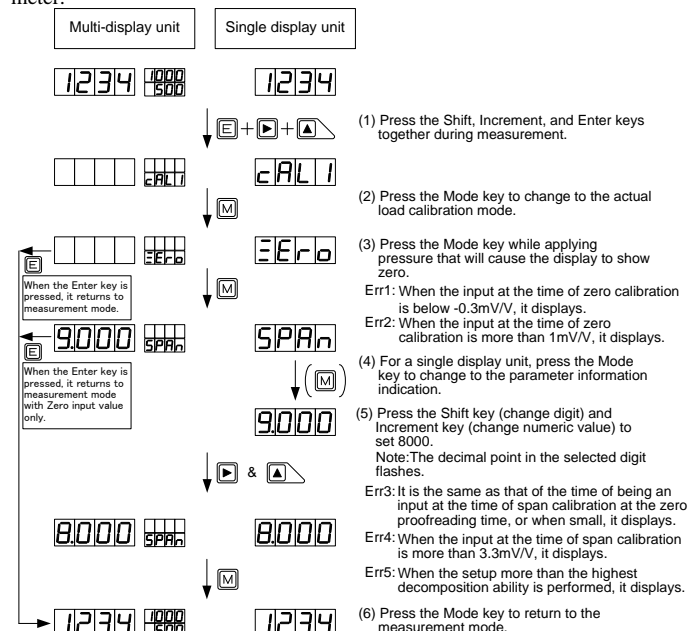 meter.
Multi-display unit
Single display unit
1234 1000 500
1234
E + ▶ + ▲
(1) Press the Shift, Increment, and Enter keys
together during measurement.
cAL1
cAL1
M
(2) Press the Mode key to change to the actual
load calibration mode.
ZEro
ZEro
E
When the Enter key is
pressed, it returns to
measurement mode.
M
(3) Press the Mode key while applying
pressure that will cause the display to show
zero.
Err1: When the input at the time of zero calibration
is below -0.3mV/V, it displays.
Err2: When the input at the time of zero
calibration is more than 1mV/V, it displays.
9.000 SPAn
SPAn
E
When the Enter key is
pressed, it returns to
measurement mode
with Zero input value
only.
(M)
(4) For a single display unit, press the Mode
key to change to the parameter information
indication.
9.000
(5) Press the Shift key (change digit) and
Increment key (change numeric value) to
set 8000.
Note:The decimal point in the selected digit
flashes.
▶ & ▲
Err3: It is the same as that of the time of being an
input at the time of span calibration at the zero
proofreading time, or when small, it displays.
Err4: When the input at the time of span calibration
is more than 3.3mV/V, it displays.
Err5: When the setup more than the highest
decomposition ability is performed, it displays.
8.000 SPAn
8.000
M
(6) Press the Mode key to return to the
measurement mode.
1234 1000 500
1234